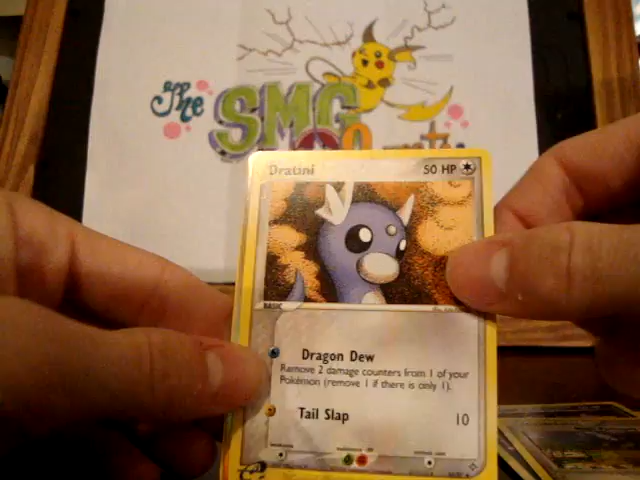 The
SMG
Dratini 50 HP
BASIC
Dragon Dew
Remove 2 damage counters from 1 of your
Pokémon (remove 1 if there is only 1).
Tail Slap 10